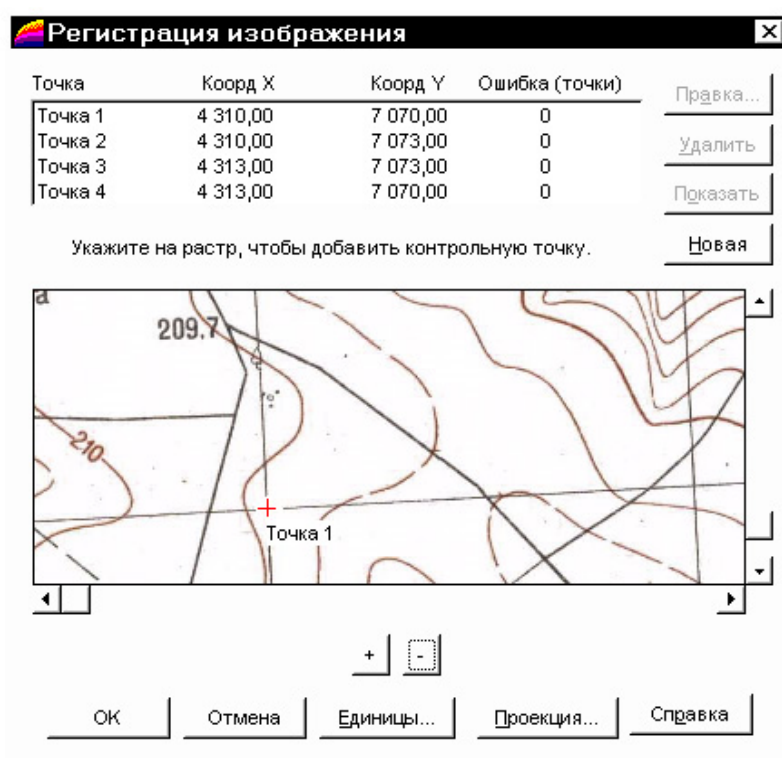 Регистрация изображения
Точка Коорд X Коорд Y Ошибка (точки)
Точка 1 4 310,00 7 070,00 0
Точка 2 4 310,00 7 073,00 0
Точка 3 4 313,00 7 073,00 0
Точка 4 4 313,00 7 070,00 0
Правка...
Удалить
Показать
Новая
Укажите на растр, чтобы добавить контрольную точку.
а
209.7
210
Точка 1
+ -
OK Отмена Единицы... Проекция... Справка